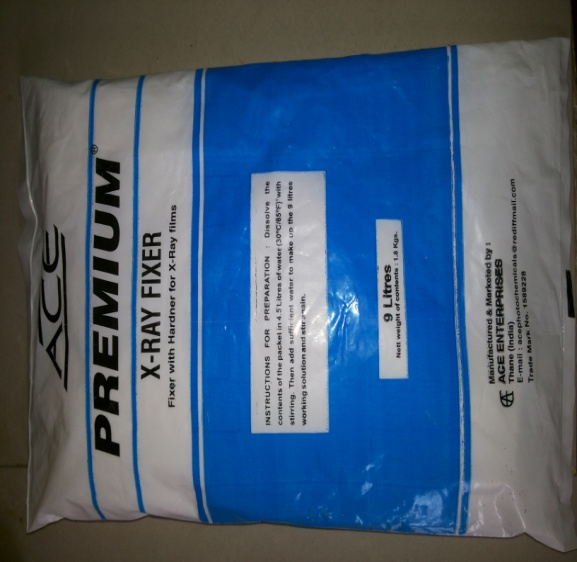 ACE
PREMIUM®
X-RAY FIXER
Fixer with Hardner for X-Ray films
INSTRUCTIONS FOR PREPARATION : Dissolve the
contents of the packet in 4.5 Litres of water (30°C/85°F) with
stirring. Then add sufficient water to make up the 9 litres
working solution and stir again.
9 Litres
Nett weight of contents : 1.8 Kgs.
Manufactured & Marketed by :
ACE ENTERPRISES
Thane (India)
E-mail : acephotochemicals@rediffmail.com
Trade Mark No. 1589228